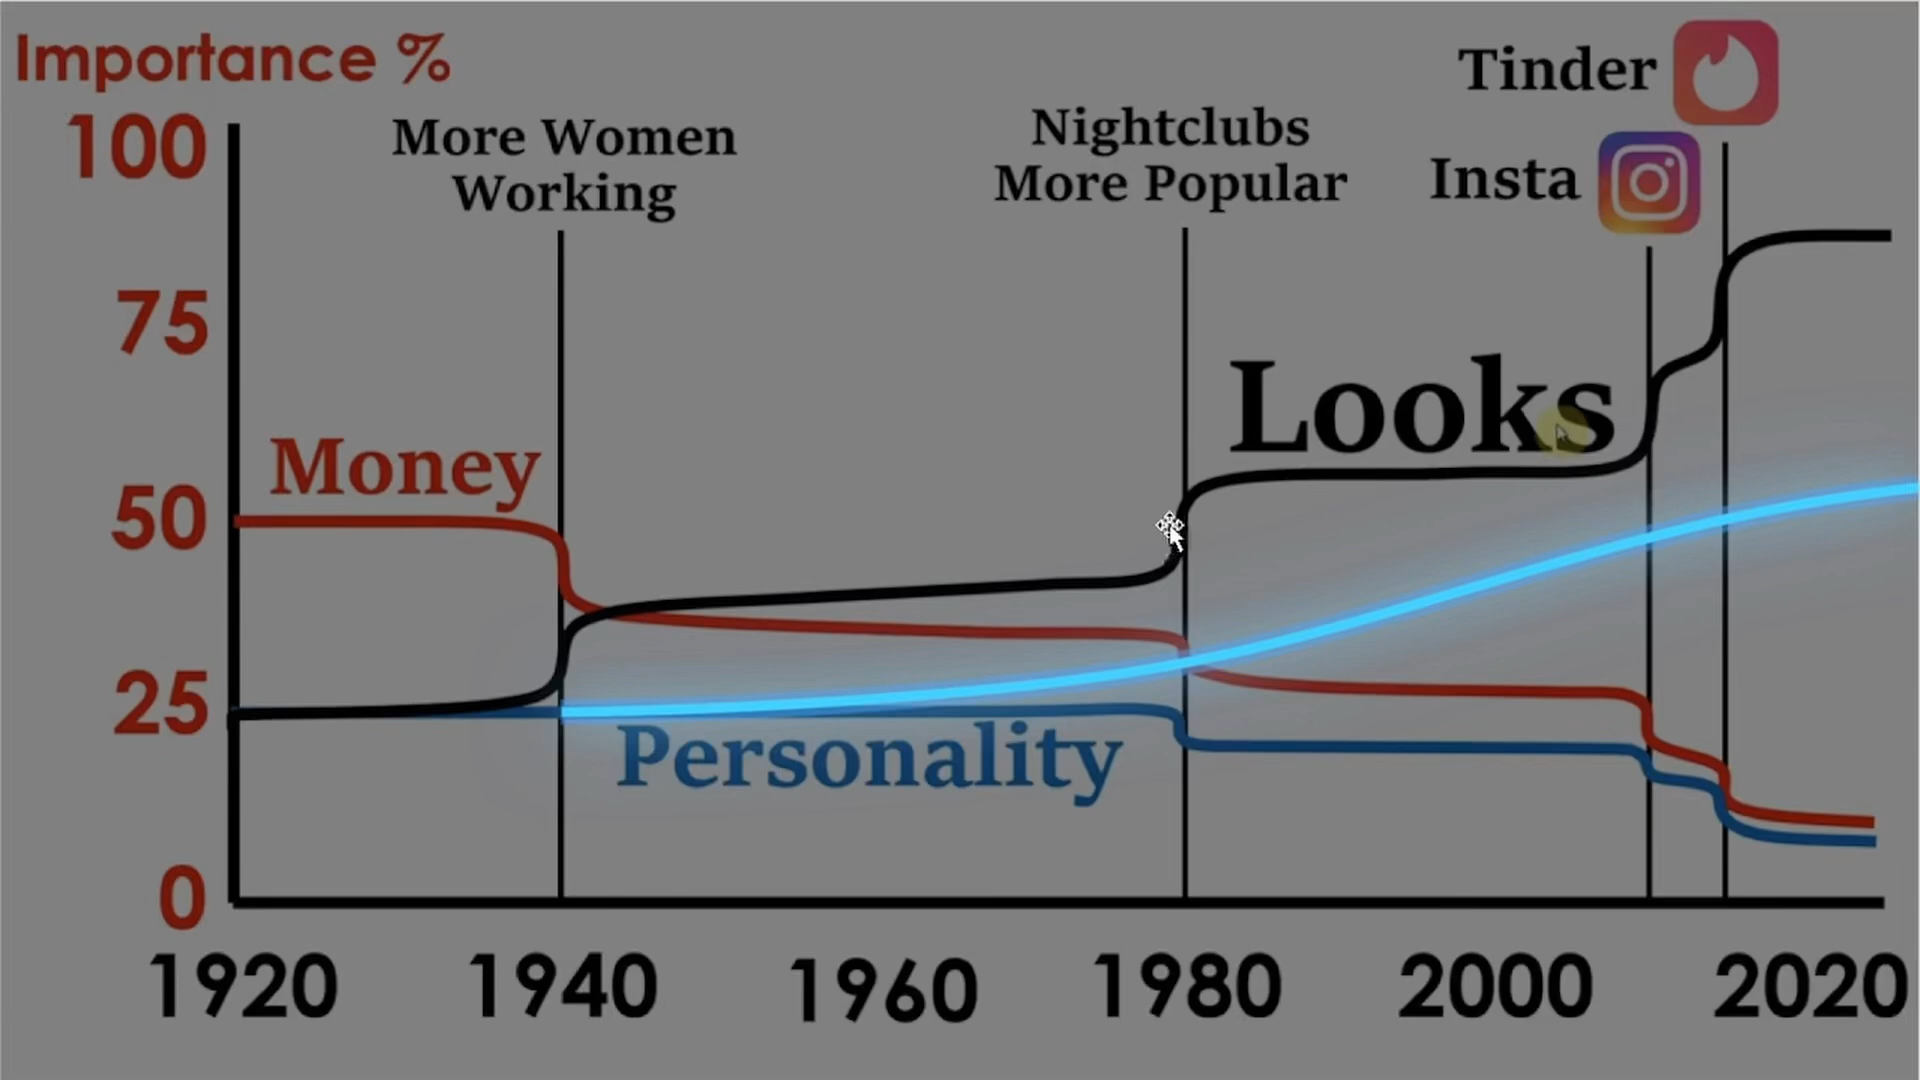 Importance %
Tinder
100
More Women
Working
Nightclubs
More Popular
Insta
75
Looks
Money
50
25
Personality
0
1920 1940 1960 1980 2000 2020